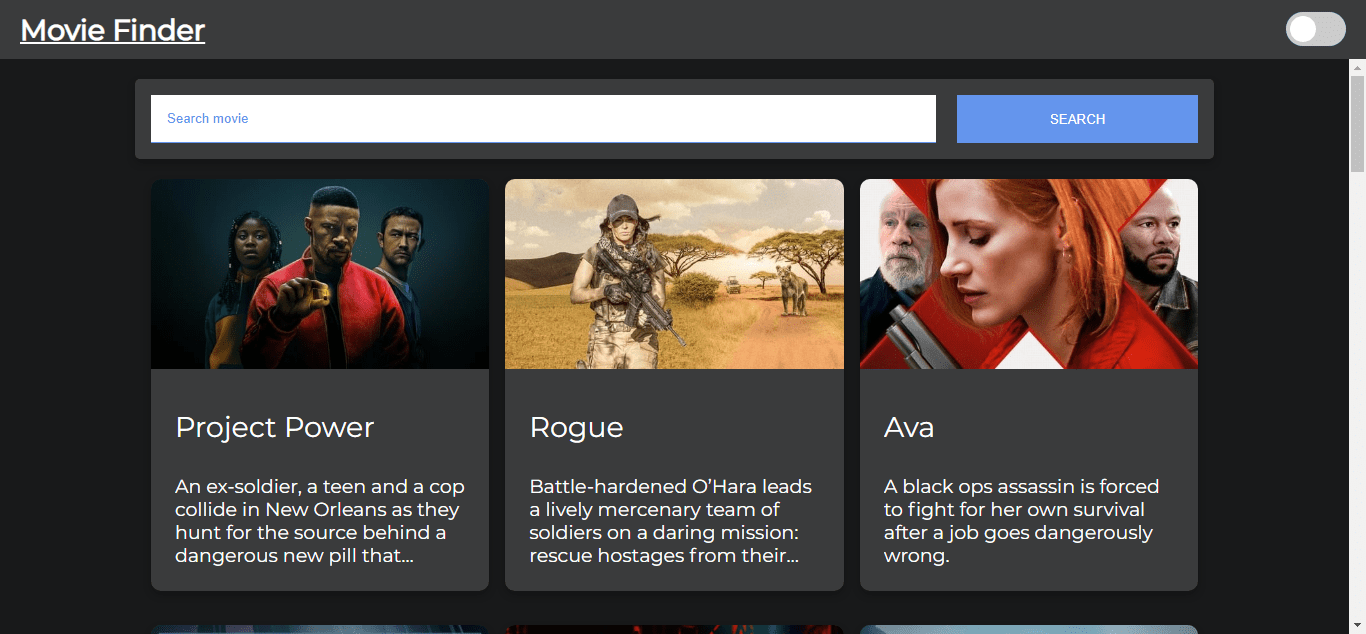 Movie Finder
Search movie
SEARCH
Project Power
An ex-soldier, a teen and a cop
collide in New Orleans as they
hunt for the source behind a
dangerous new pill that...
Rogue
Battle-hardened O’Hara leads
a lively mercenary team of
soldiers on a daring mission:
rescue hostages from their...
Ava
A black ops assassin is forced
to fight for her own survival
after a job goes dangerously
wrong.